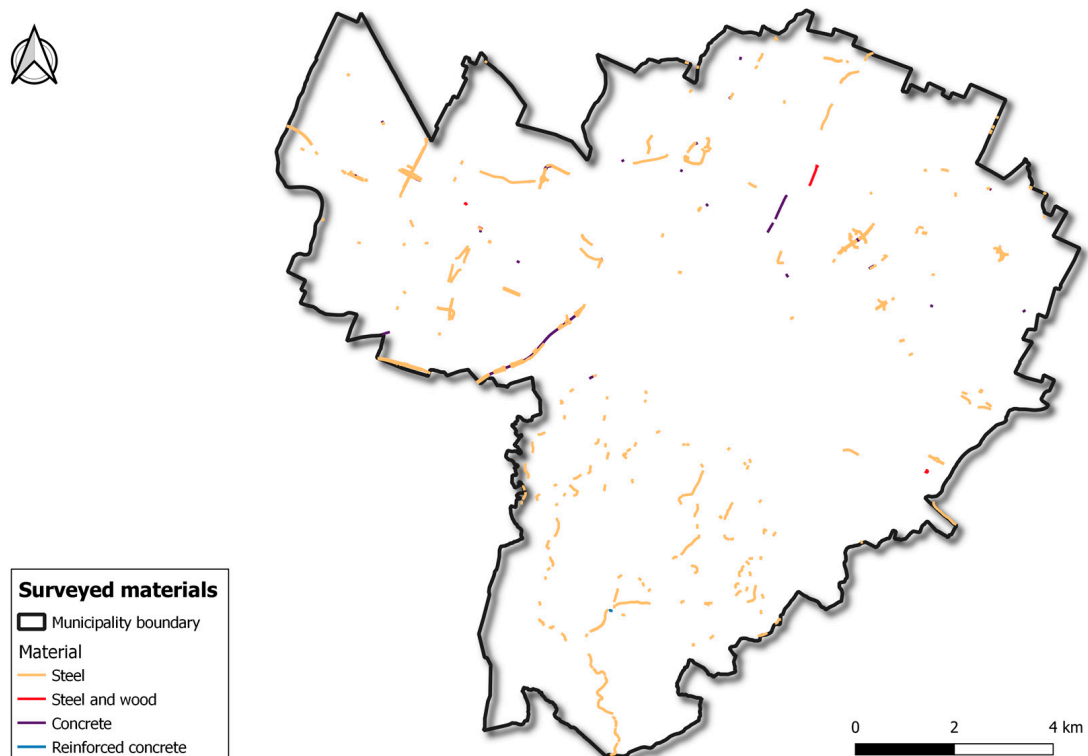 Surveyed materials
Municipality boundary
Material
Steel
Steel and wood
Concrete
Reinforced concrete
0 2 4 km